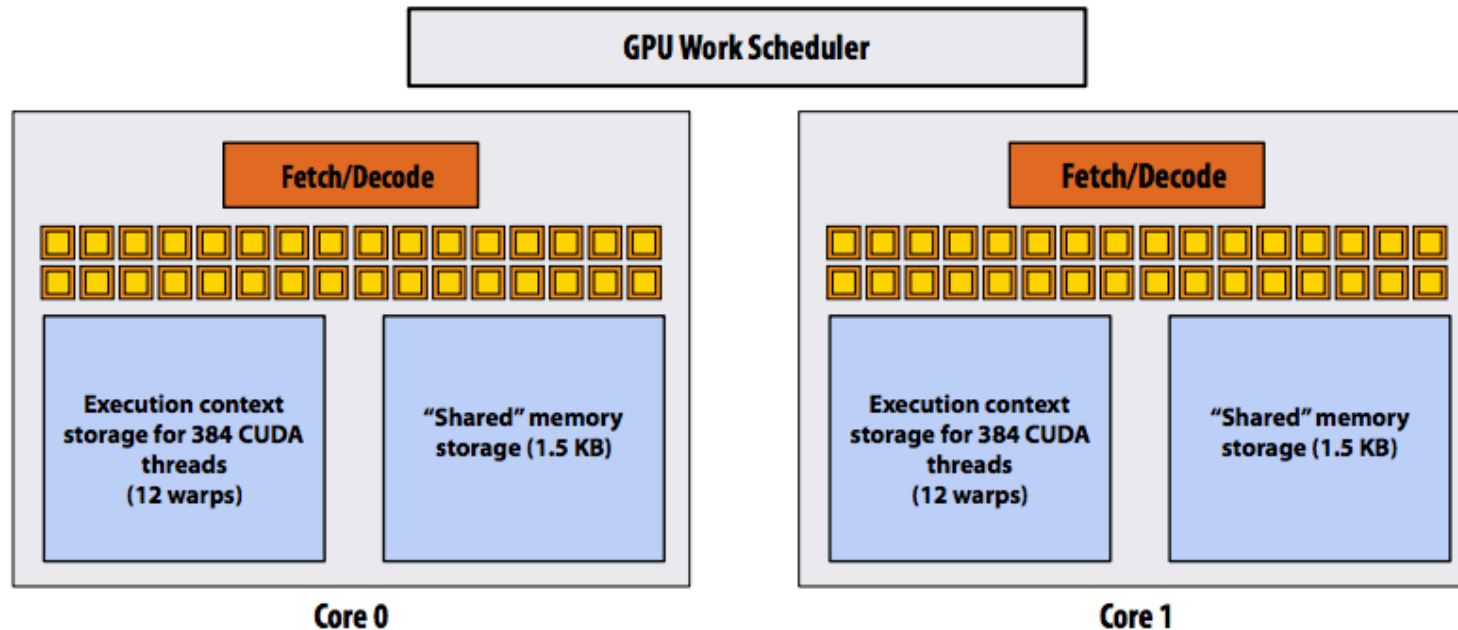 GPU Work Scheduler
Fetch/Decode
Execution context
storage for 384 CUDA
threads
(12 warps)
“Shared” memory
storage (1.5 KB)
Core 0
Fetch/Decode
Execution context
storage for 384 CUDA
threads
(12 warps)
“Shared” memory
storage (1.5 KB)
Core 1